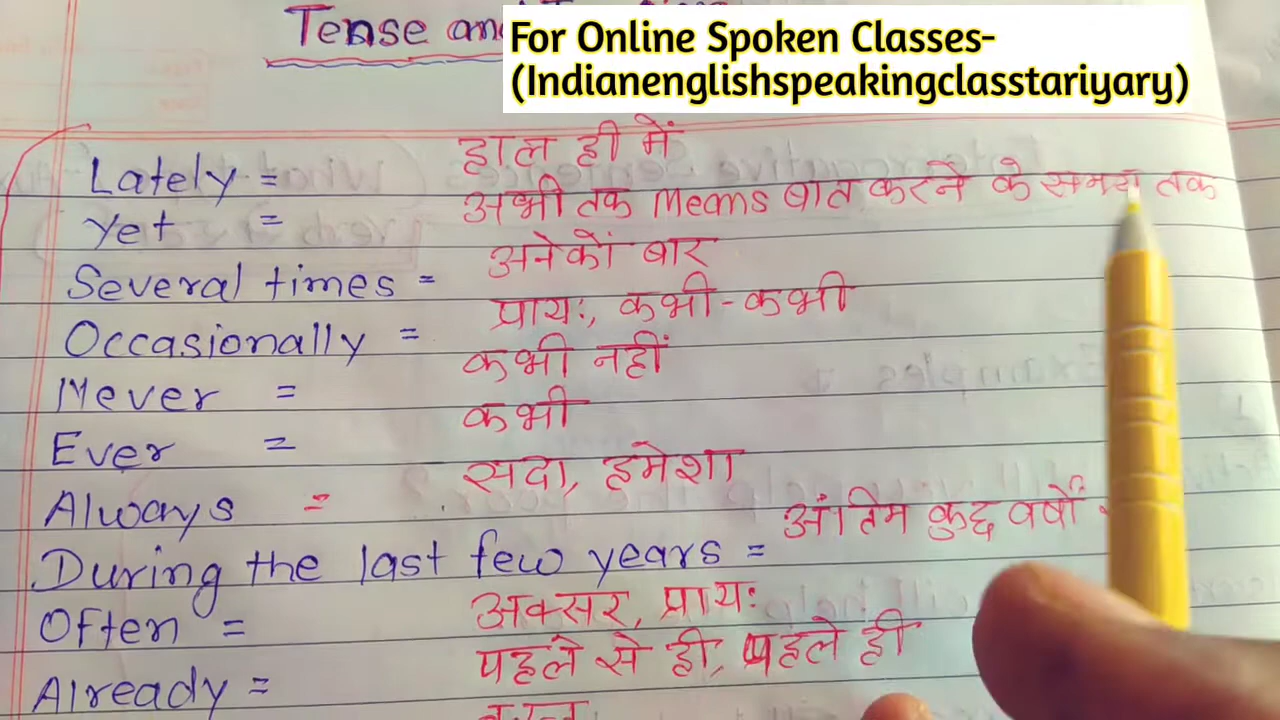 Tense and
For Online Spoken Classes-
(Indianenglishspeakingclasstariyary)
Lately = हाल ही में
Yet = अभी तक Means बात करने के समय तक
Several times = अनेकों बार
Occasionally = प्रायः, कभी-कभी
Never = कभी नहीं
Ever = कभी
Always = सदा, हमेशा
During the last few years = अंतिम कुछ वर्षों
Often = अक्सर, प्रायः
Already = पहले से ही, पहले ही